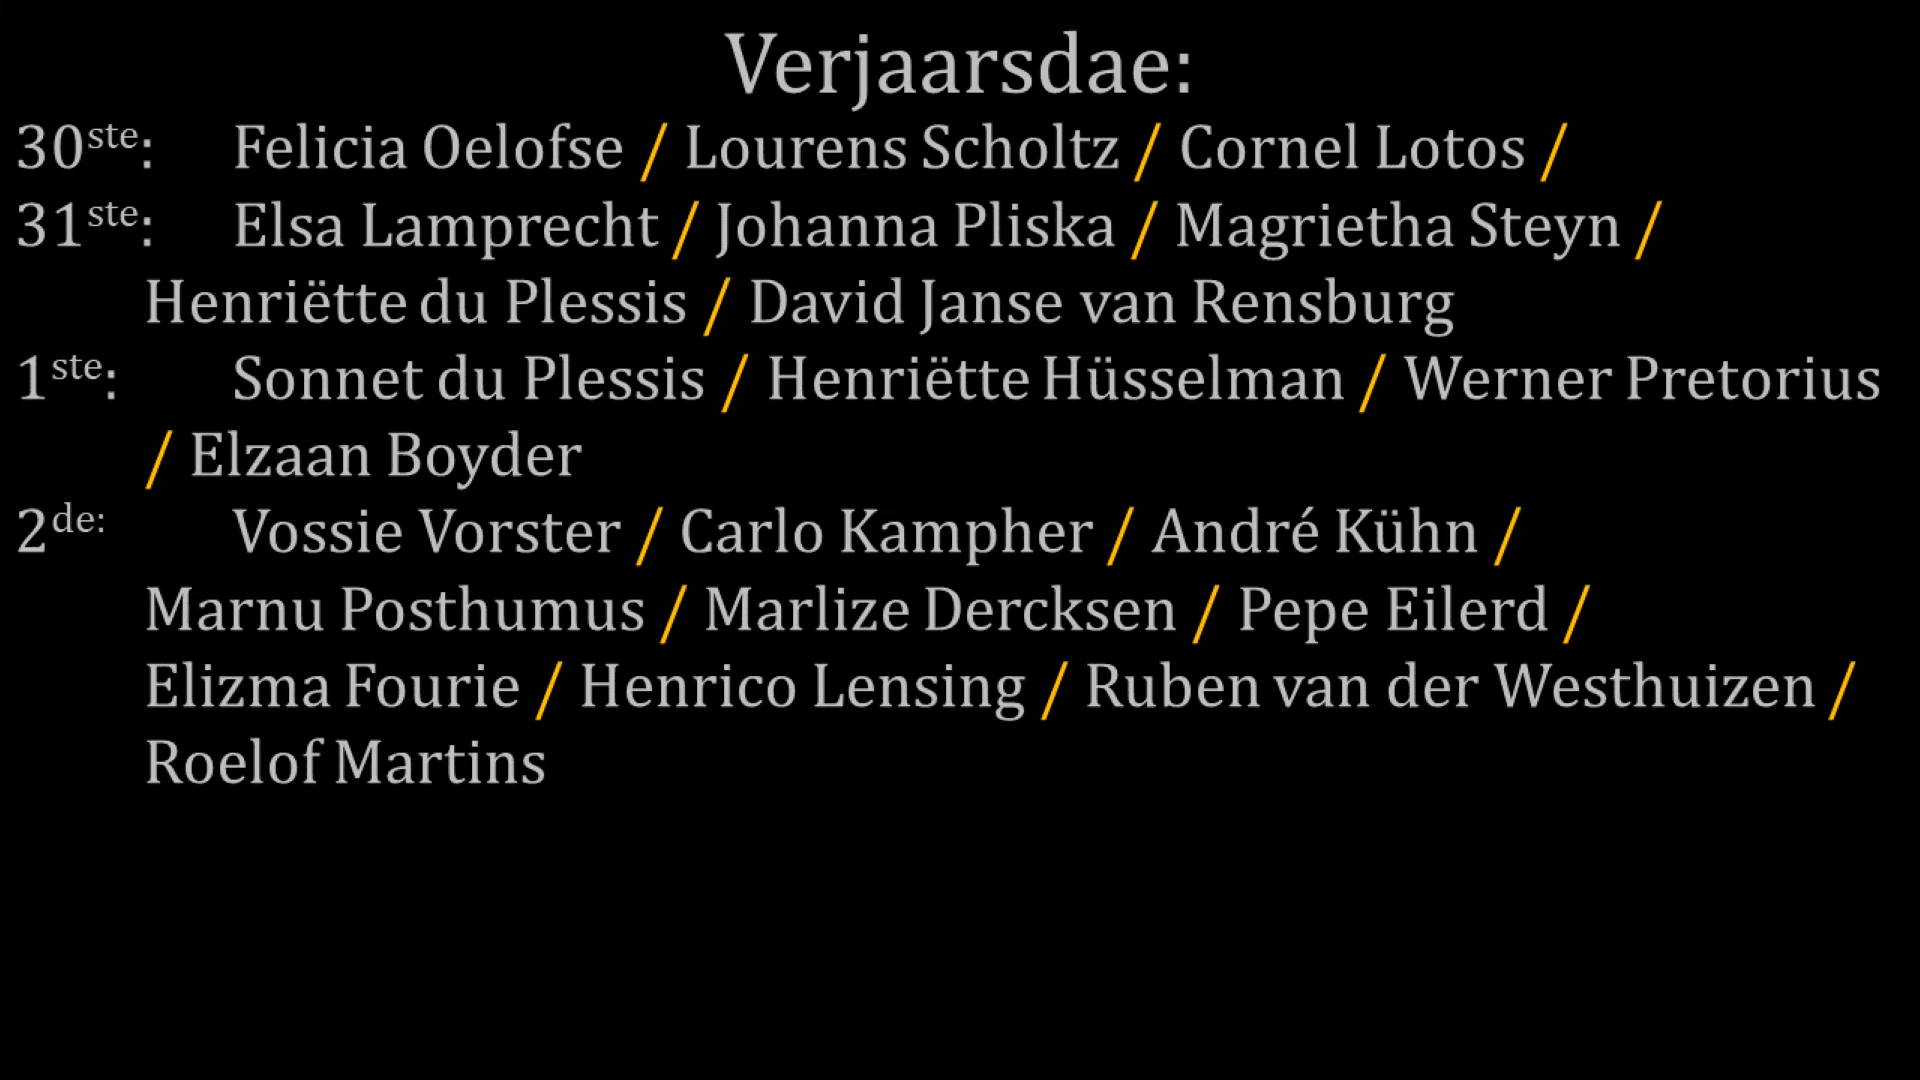 Verjaarsdae:
30ste: Felicia Oelofse / Lourens Scholtz / Cornel Lotos /
31ste: Elsa Lamprecht / Johanna Pliska / Magrietha Steyn /
Henriëtte du Plessis / David Janse van Rensburg
1ste: Sonnet du Plessis / Henriëtte Hüsselman / Werner Pretorius
/ Elzaan Boyder
2de: Vossie Vorster / Carlo Kampher / André Kühn /
Marnu Posthumus / Marlize Dercksen / Pepe Eilerd /
Elizma Fourie / Henrico Lensing / Ruben van der Westhuizen /
Roelof Martins